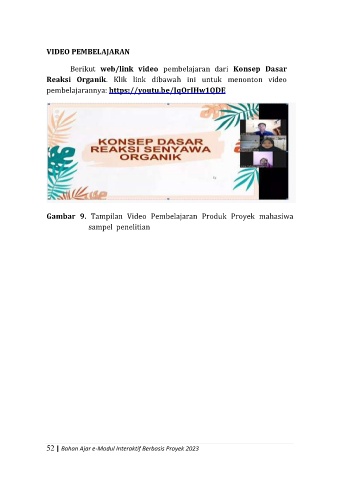 VIDEO PEMBELAJARAN
Berikut web/link video pembelajaran dari Konsep Dasar
Reaksi Organik. Klik link dibawah ini untuk menonton video
pembelajarannya: https://youtu.be/JqOrJHw1QDE
KONSEP DASAR
REAKSI SENYAWA
ORGANIK
Gambar 9. Tampilan Video Pembelajaran Produk Proyek mahasiwa
sampel penelitian
52 | Bahan Ajar e-Modul Interaktif Berbasis Proyek 2023